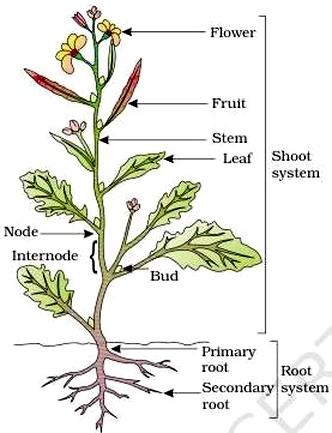 Flower
Fruit
Stem
Leaf
Shoot
system
Node
Internode
Bud
Primary
root
Secondary
root
Root
system